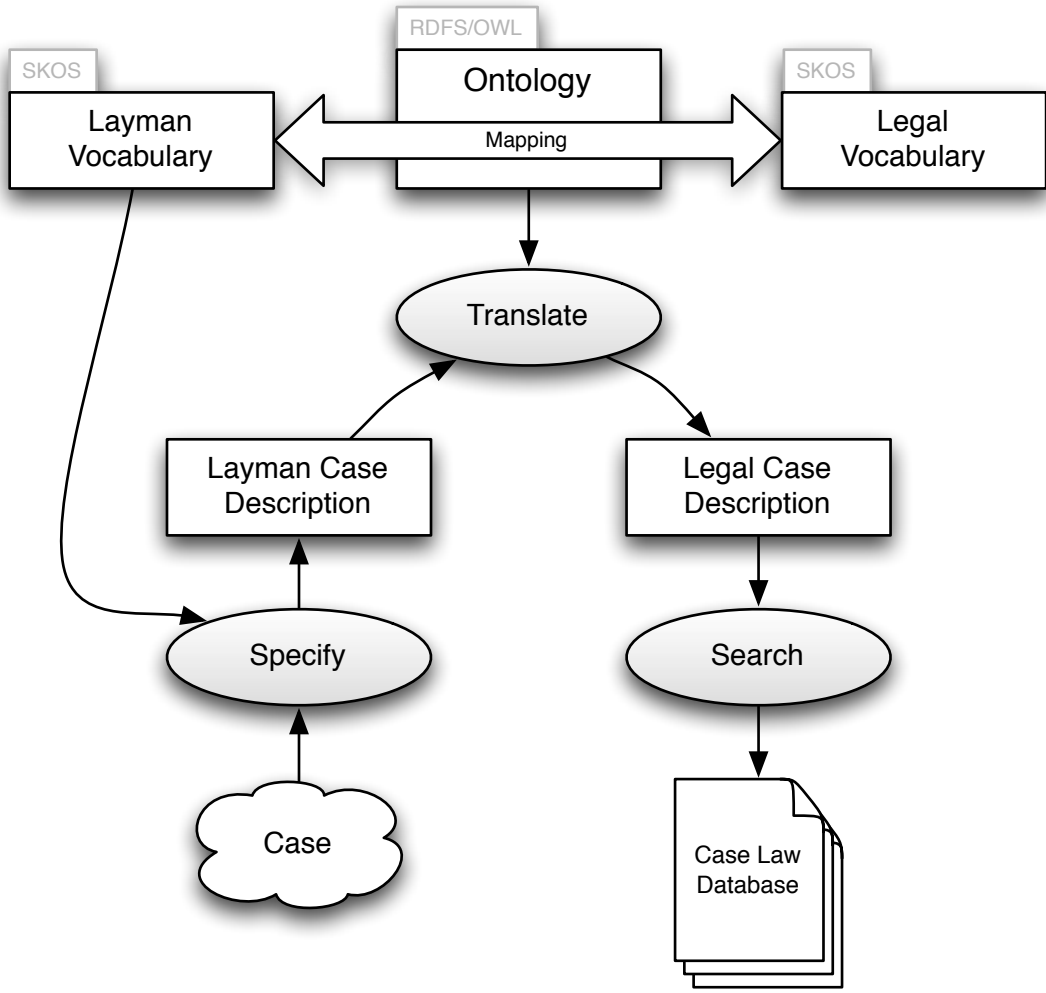 RDFS/OWL
SKOS
SKOS
Ontology
Layman
Vocabulary
Mapping
Legal
Vocabulary
Translate
Layman Case
Description
Legal Case
Description
Specify
Search
Case
Case Law
Database